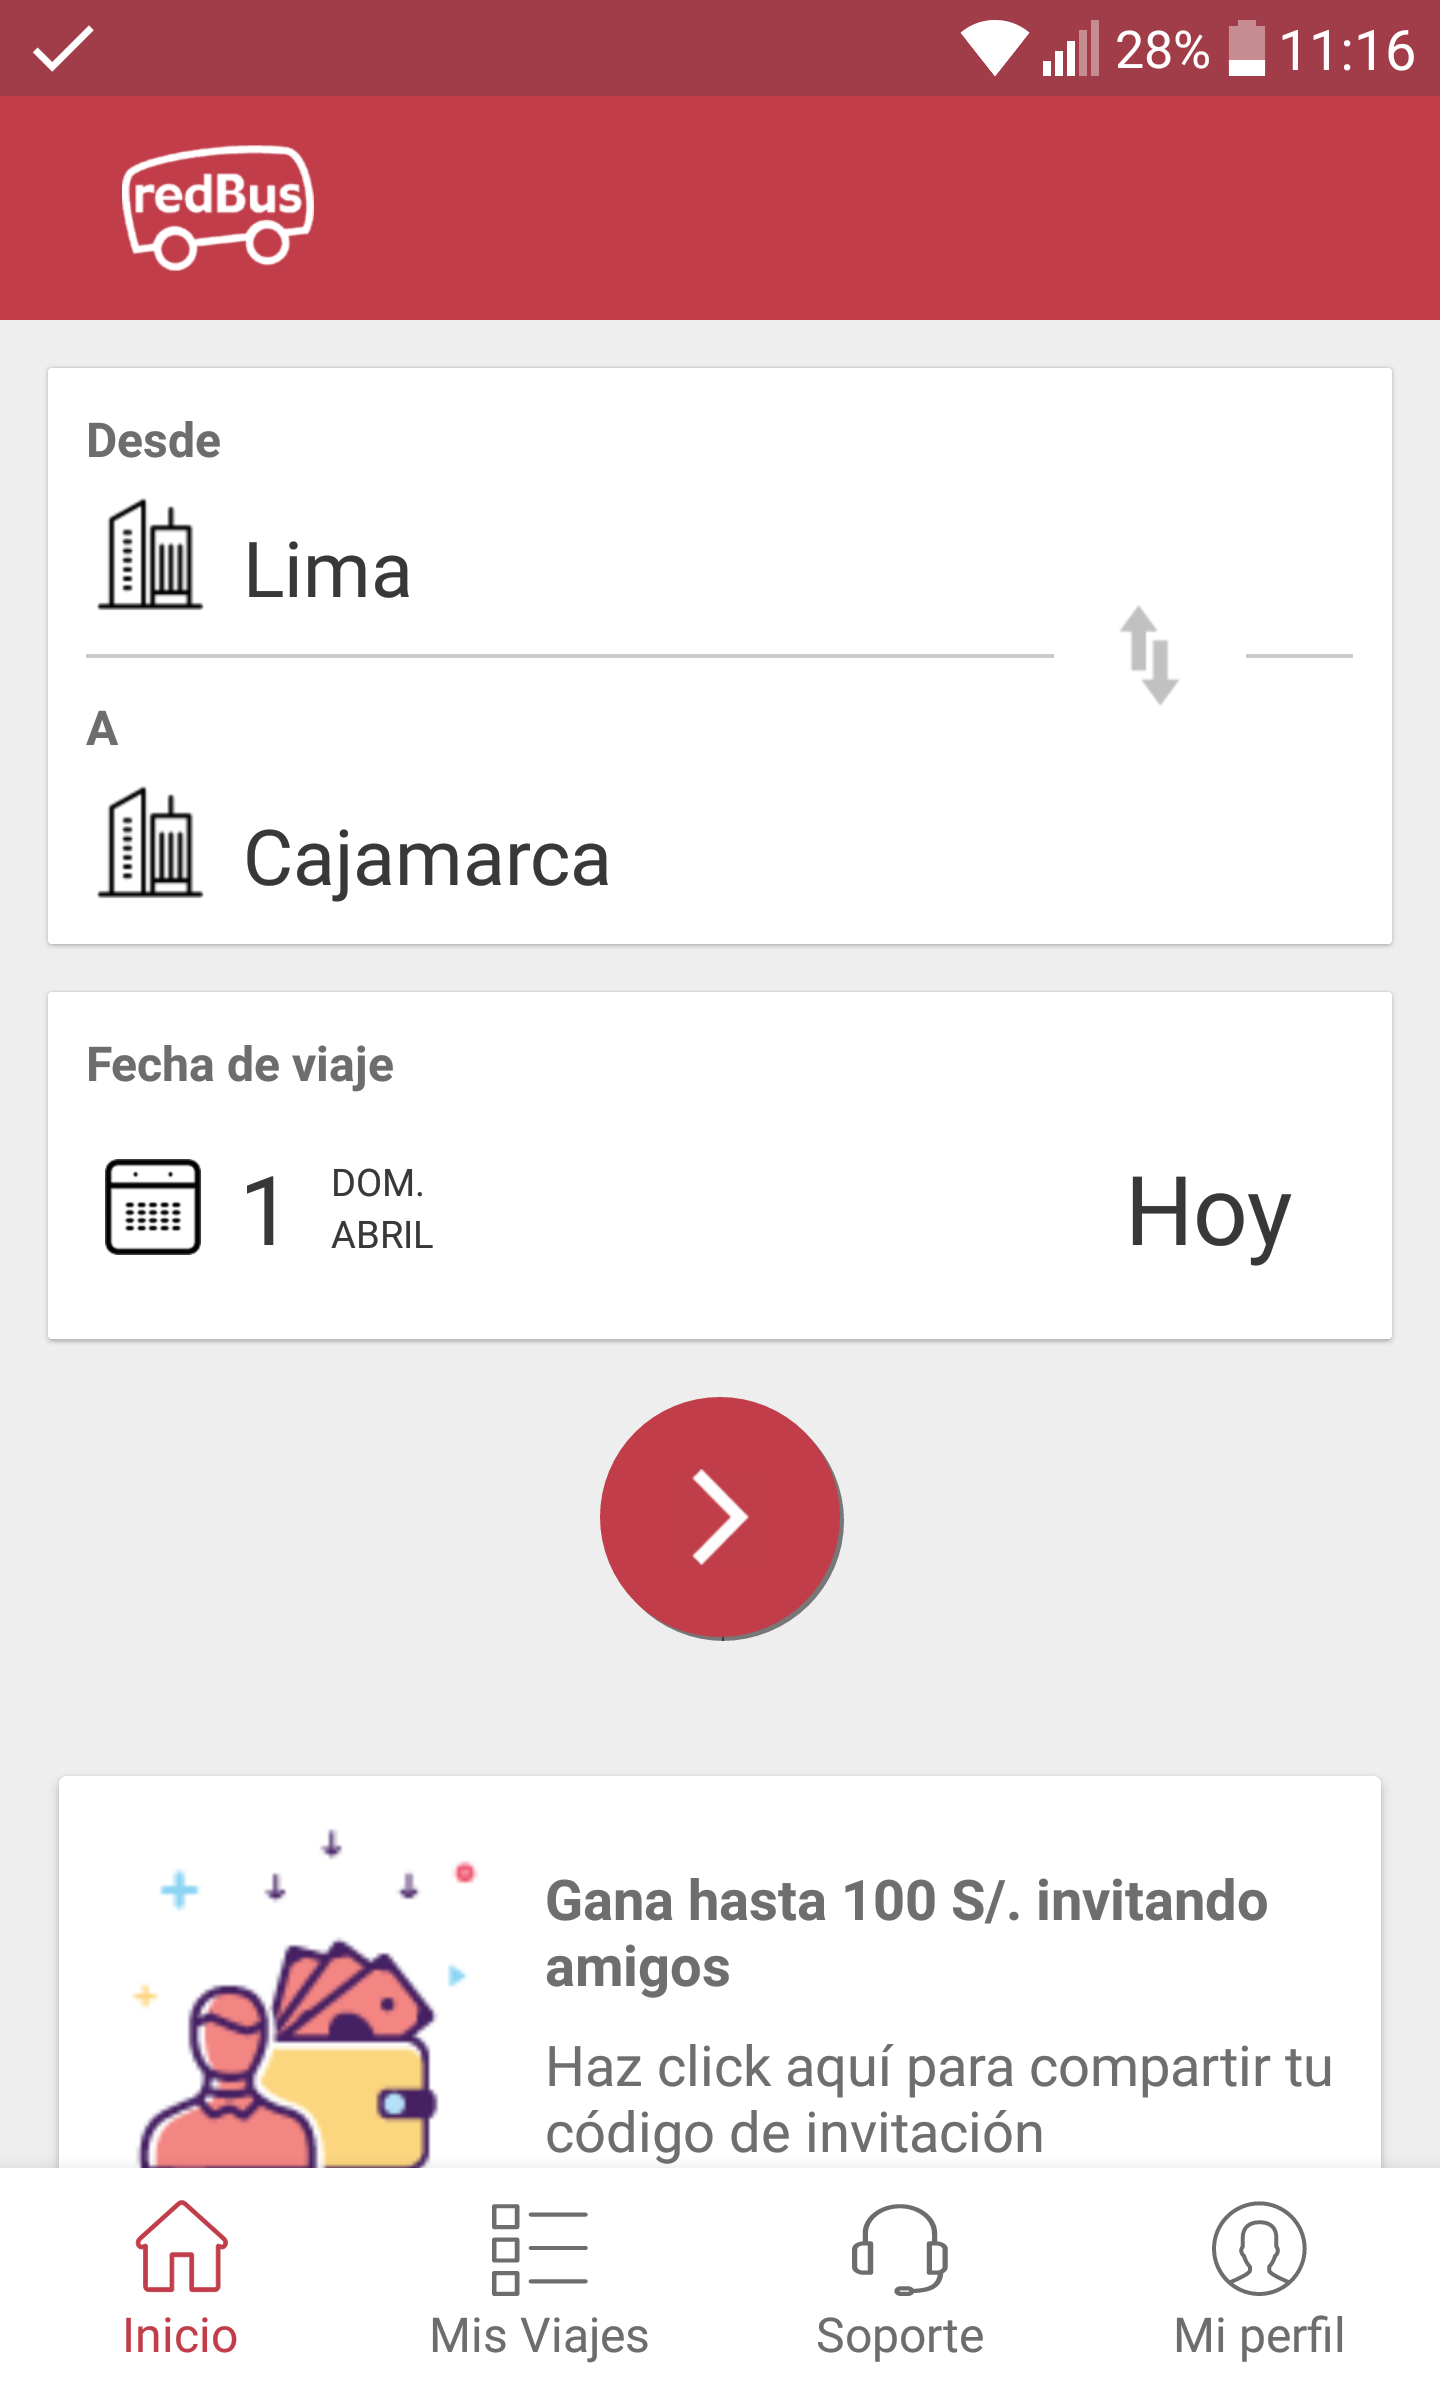 28% 11:16
redBus
Desde
Lima
A
Cajamarca
Fecha de viaje
1
DOM.
ABRIL
Hoy
Gana hasta 100 S/. invitando
amigos
Haz click aquí para compartir tu
código de invitación
Inicio
Mis Viajes
Soporte
Mi perfil